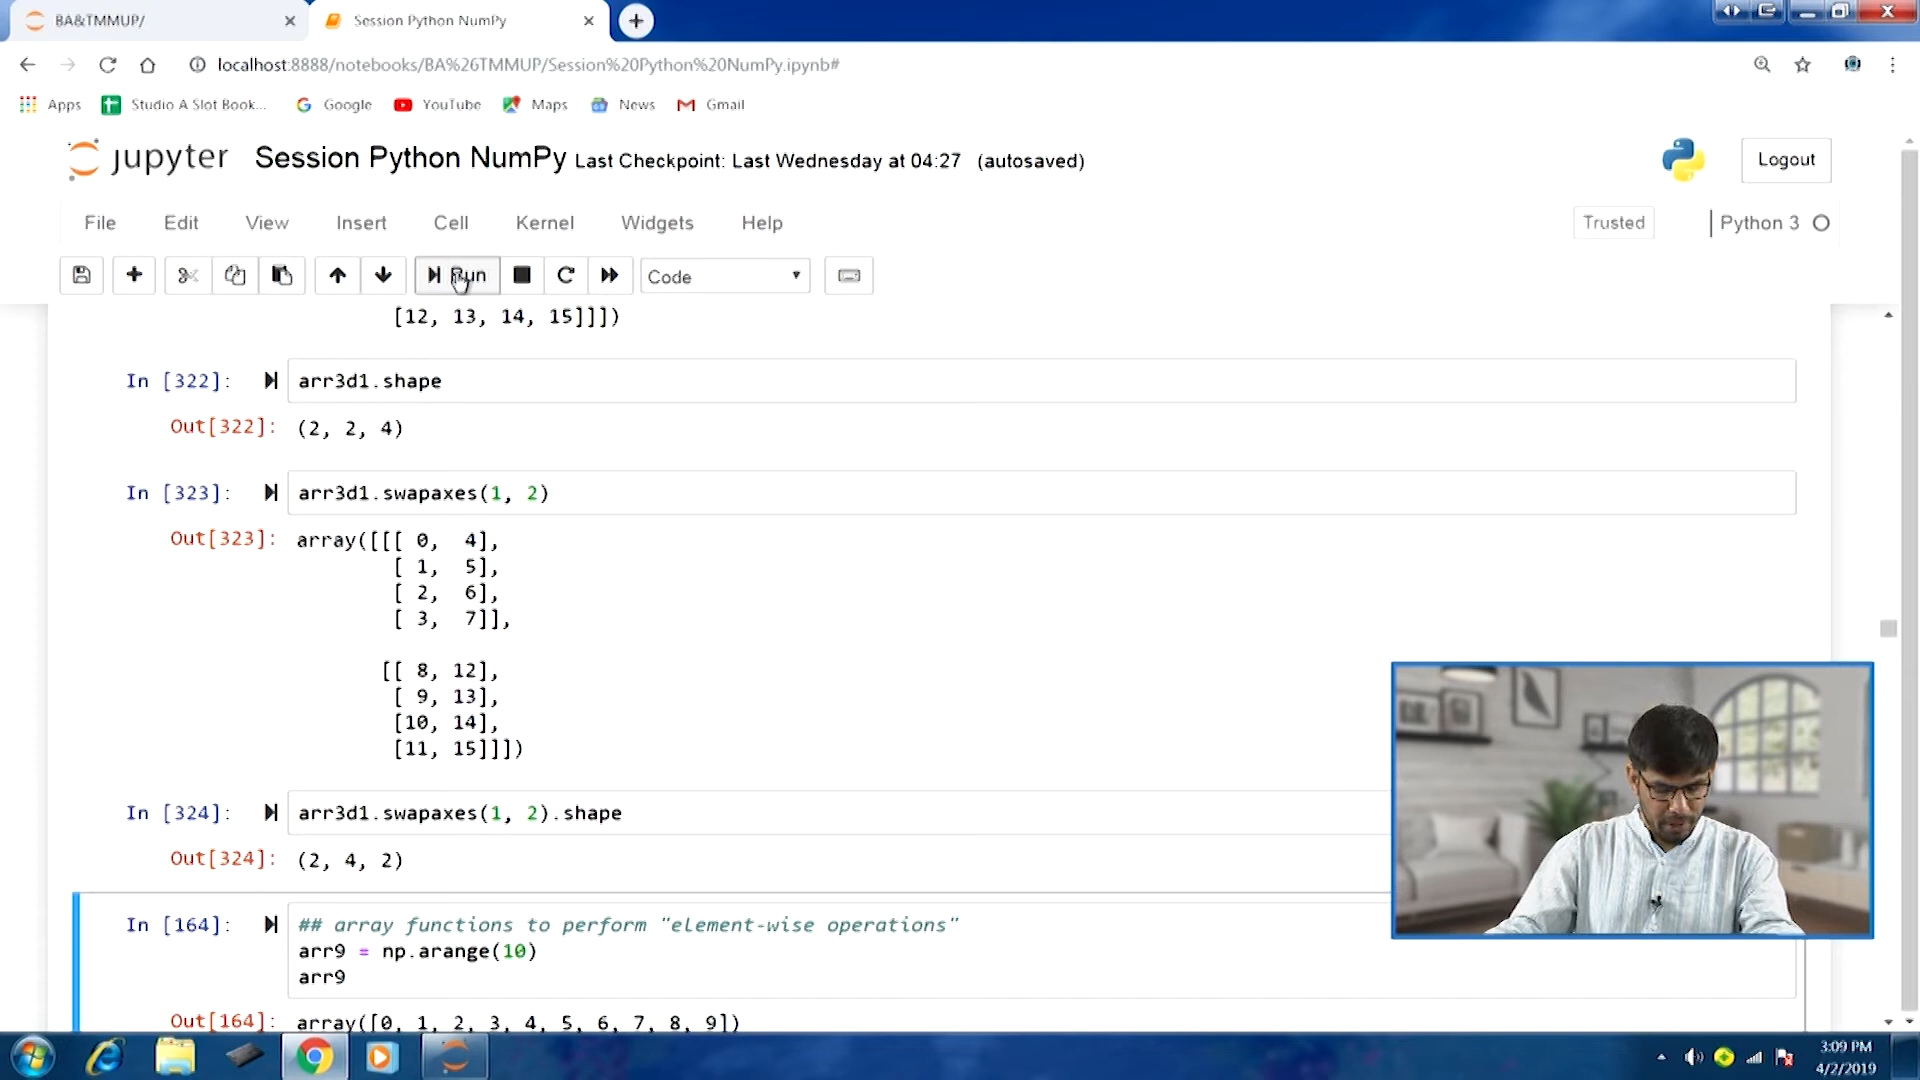 BA&TMMUP/
Session Python NumPy
localhost:8888/notebooks/BA%26TMMUP/Session%20Python%20NumPy.ipynb#
Apps
Studio A Slot Book...
Google
YouTube
Maps
News
Gmail
jupyter Session Python NumPy Last Checkpoint: Last Wednesday at 04:27 (autosaved)
Logout
File Edit View Insert Cell Kernel Widgets Help
Trusted
Python 3
Run
Code
[12, 13, 14, 15]]])
In [322]: arr3d1.shape
Out[322]: (2, 2, 4)
In [323]: arr3d1.swapaxes(1, 2)
Out[323]: array([[[ 0, 4],
[ 1, 5],
[ 2, 6],
[ 3, 7]],
[[ 8, 12],
[ 9, 13],
[10, 14],
[11, 15]]])
In [324]: arr3d1.swapaxes(1, 2).shape
Out[324]: (2, 4, 2)
In [164]: ## array functions to perform "element-wise operations"
arr9 = np.arange(10)
arr9
Out[164]: array([0, 1, 2, 3, 4, 5, 6, 7, 8, 9])
3:09 PM
4/2/2019